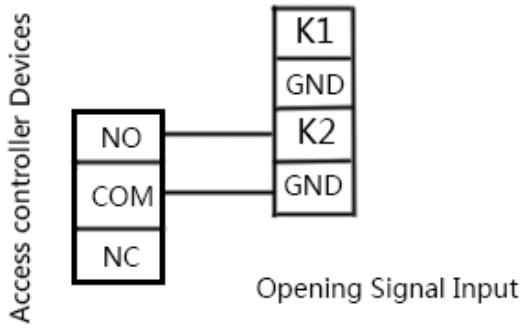 Access controller Devices
NO
COM
NC
K1
GND
K2
GND
Opening Signal Input